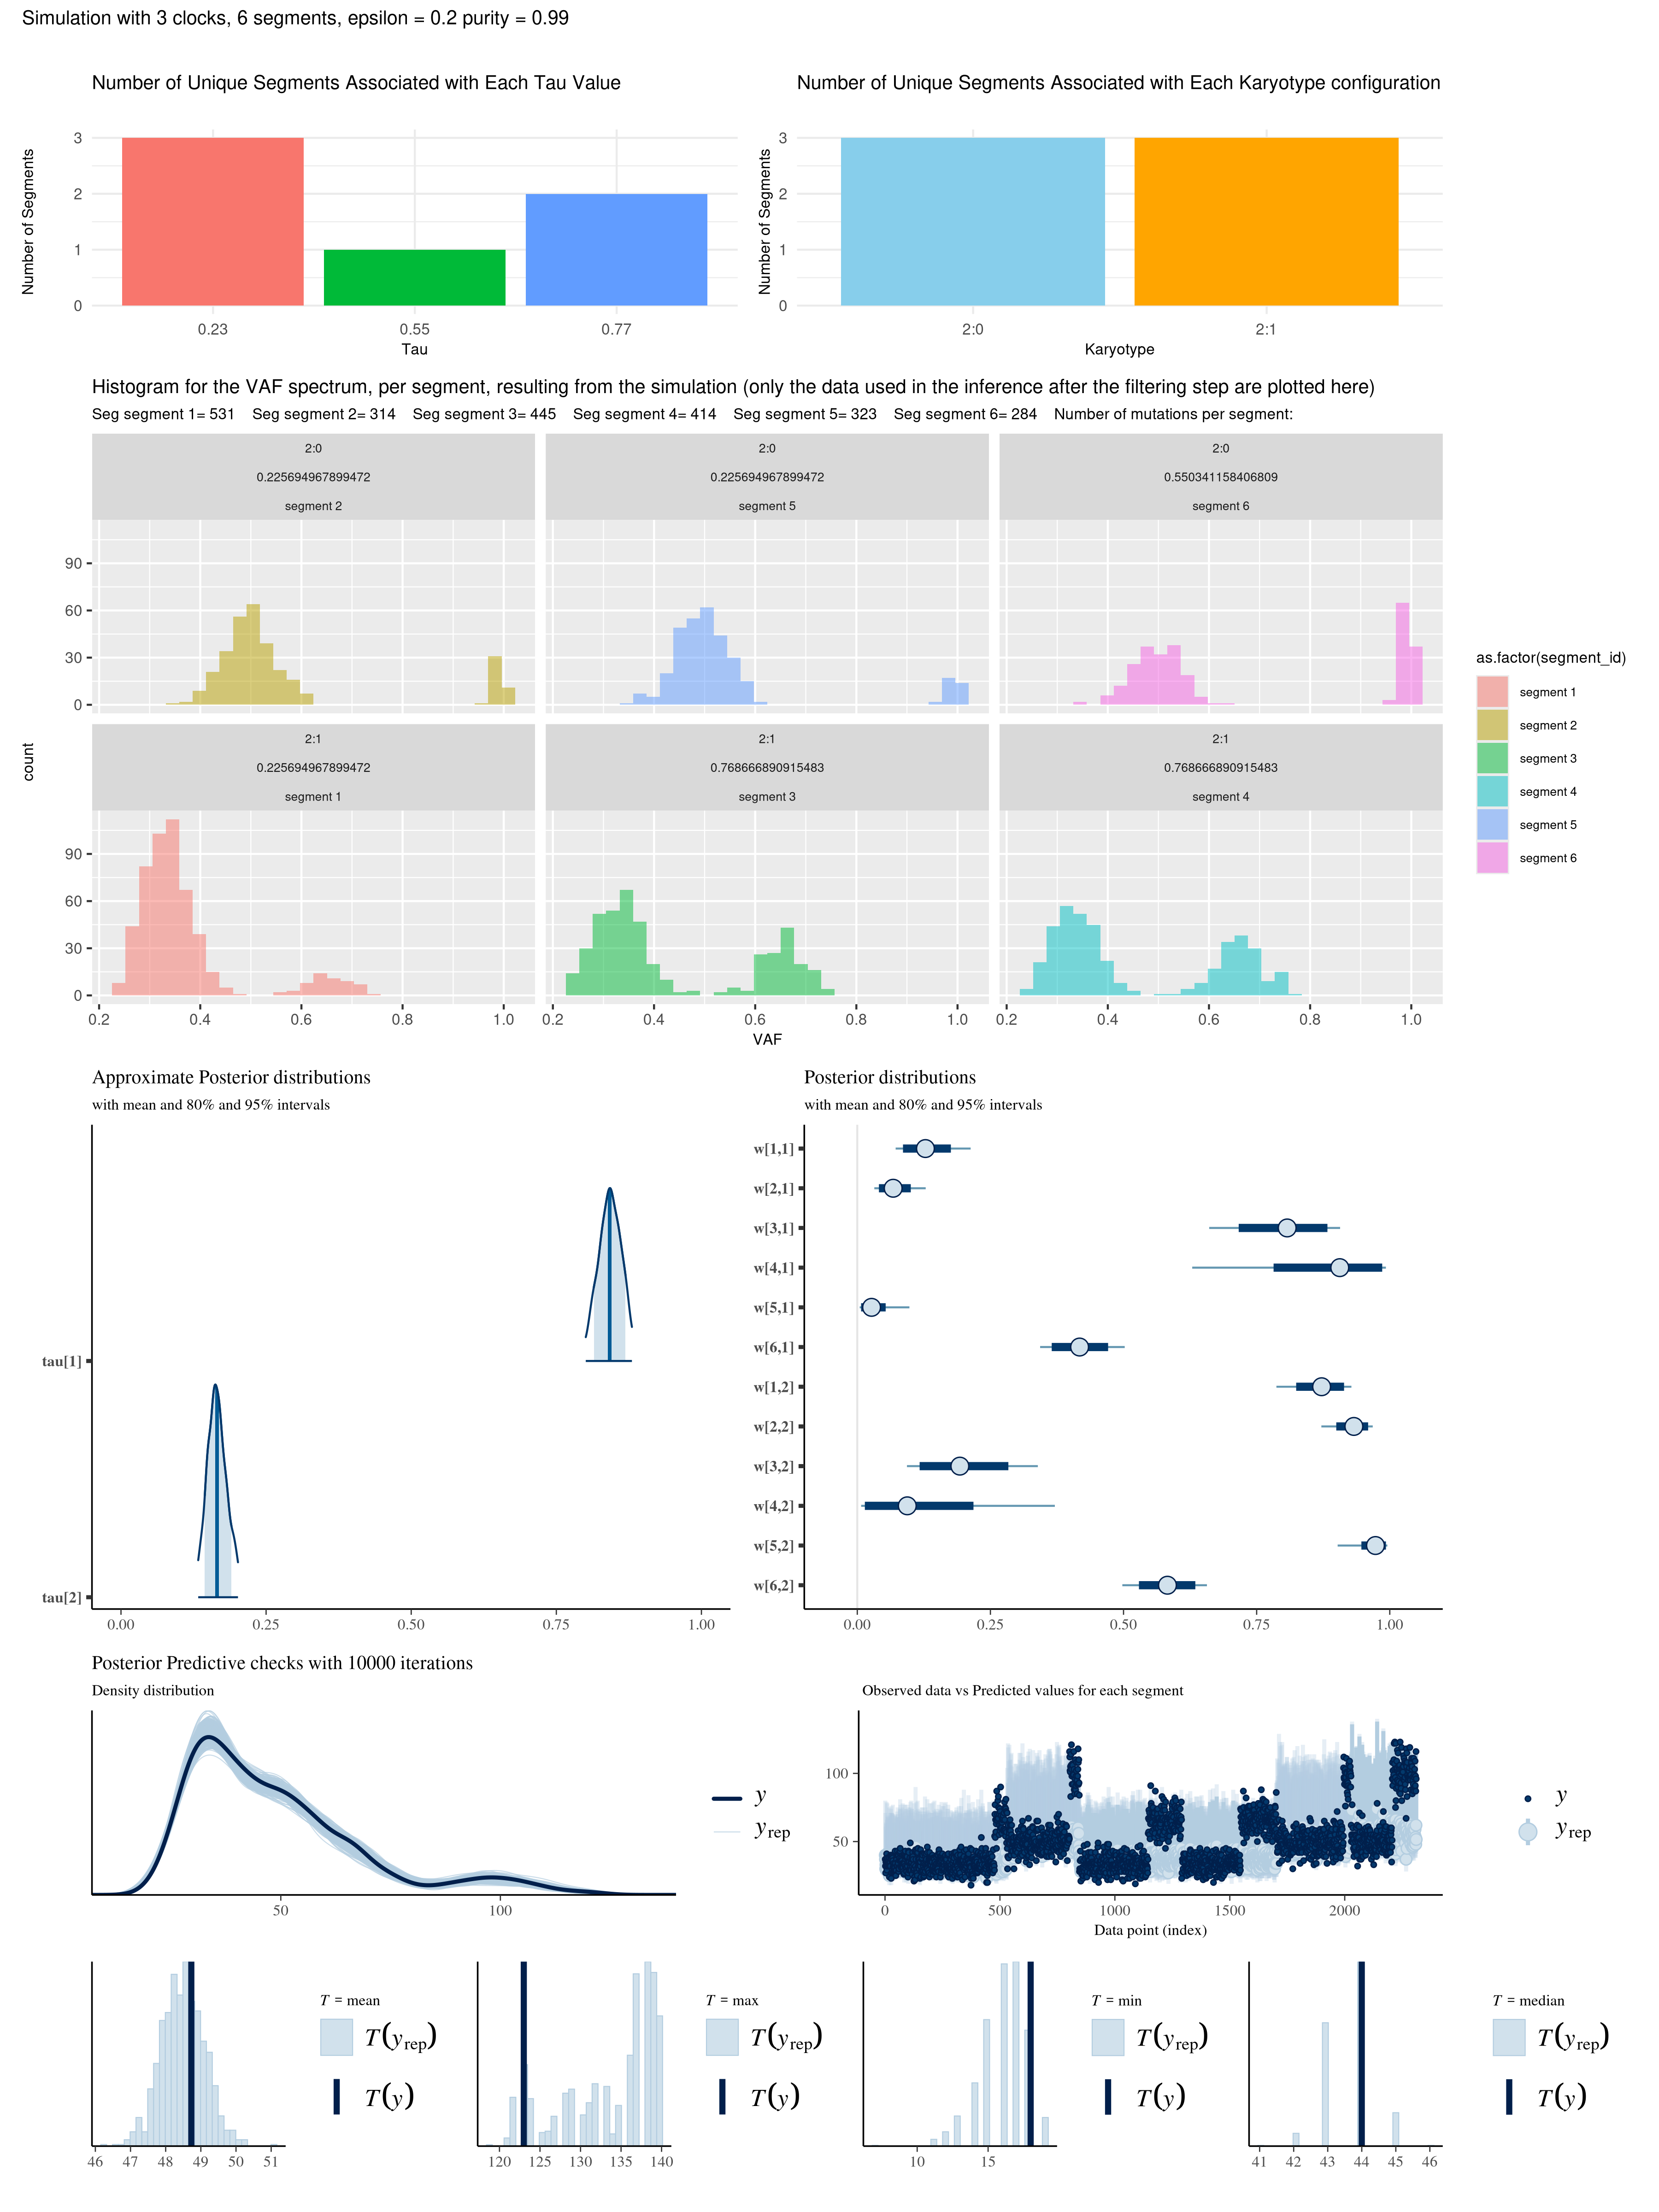 Simulation with 3 clocks, 6 segments, epsilon = 0.2 purity = 0.99
Number of Unique Segments Associated with Each Tau Value
Number of Segments
3
2
1
0
0.23 0.55 0.77
Tau
Number of Unique Segments Associated with Each Karyotype configuration
Number of Segments
3
2
1
0
2:0 2:1
Karyotype
Histogram for the VAF spectrum, per segment, resulting from the simulation (only the data used in the inference after the filtering step are plotted here)
Seg segment 1= 531 Seg segment 2= 314 Seg segment 3= 445 Seg segment 4= 414 Seg segment 5= 323 Seg segment 6= 284 Number of mutations per segment:
2:0
0.225694967899472
segment 2
2:0
0.225694967899472
segment 5
2:0
0.550341158406809
segment 6
90
60
30
0
2:1
0.225694967899472
segment 1
2:1
0.768666890915483
segment 3
2:1
0.768666890915483
segment 4
90
60
30
0
count
0.2 0.4 0.6 0.8 1.0
0.2 0.4 0.6 0.8 1.0
0.2 0.4 0.6 0.8 1.0
VAF
as.factor(segment_id)
segment 1
segment 2
segment 3
segment 4
segment 5
segment 6
Approximate Posterior distributions
with mean and 80% and 95% intervals
tau[1]
tau[2]
0.00 0.25 0.50 0.75 1.00
Posterior distributions
with mean and 80% and 95% intervals
w[1,1]
w[2,1]
w[3,1]
w[4,1]
w[5,1]
w[6,1]
w[1,2]
w[2,2]
w[3,2]
w[4,2]
w[5,2]
w[6,2]
0.00 0.25 0.50 0.75 1.00
Posterior Predictive checks with 10000 iterations
Density distribution
50 100
y
yrep
Observed data vs Predicted values for each segment
100
50
0 500 1000 1500 2000
Data point (index)
y
yrep
46 47 48 49 50 51
T = mean
T(yrep)
T(y)
120 125 130 135 140
T = max
T(yrep)
T(y)
10 15
T = min
T(yrep)
T(y)
41 42 43 44 45 46
T = median
T(yrep)
T(y)